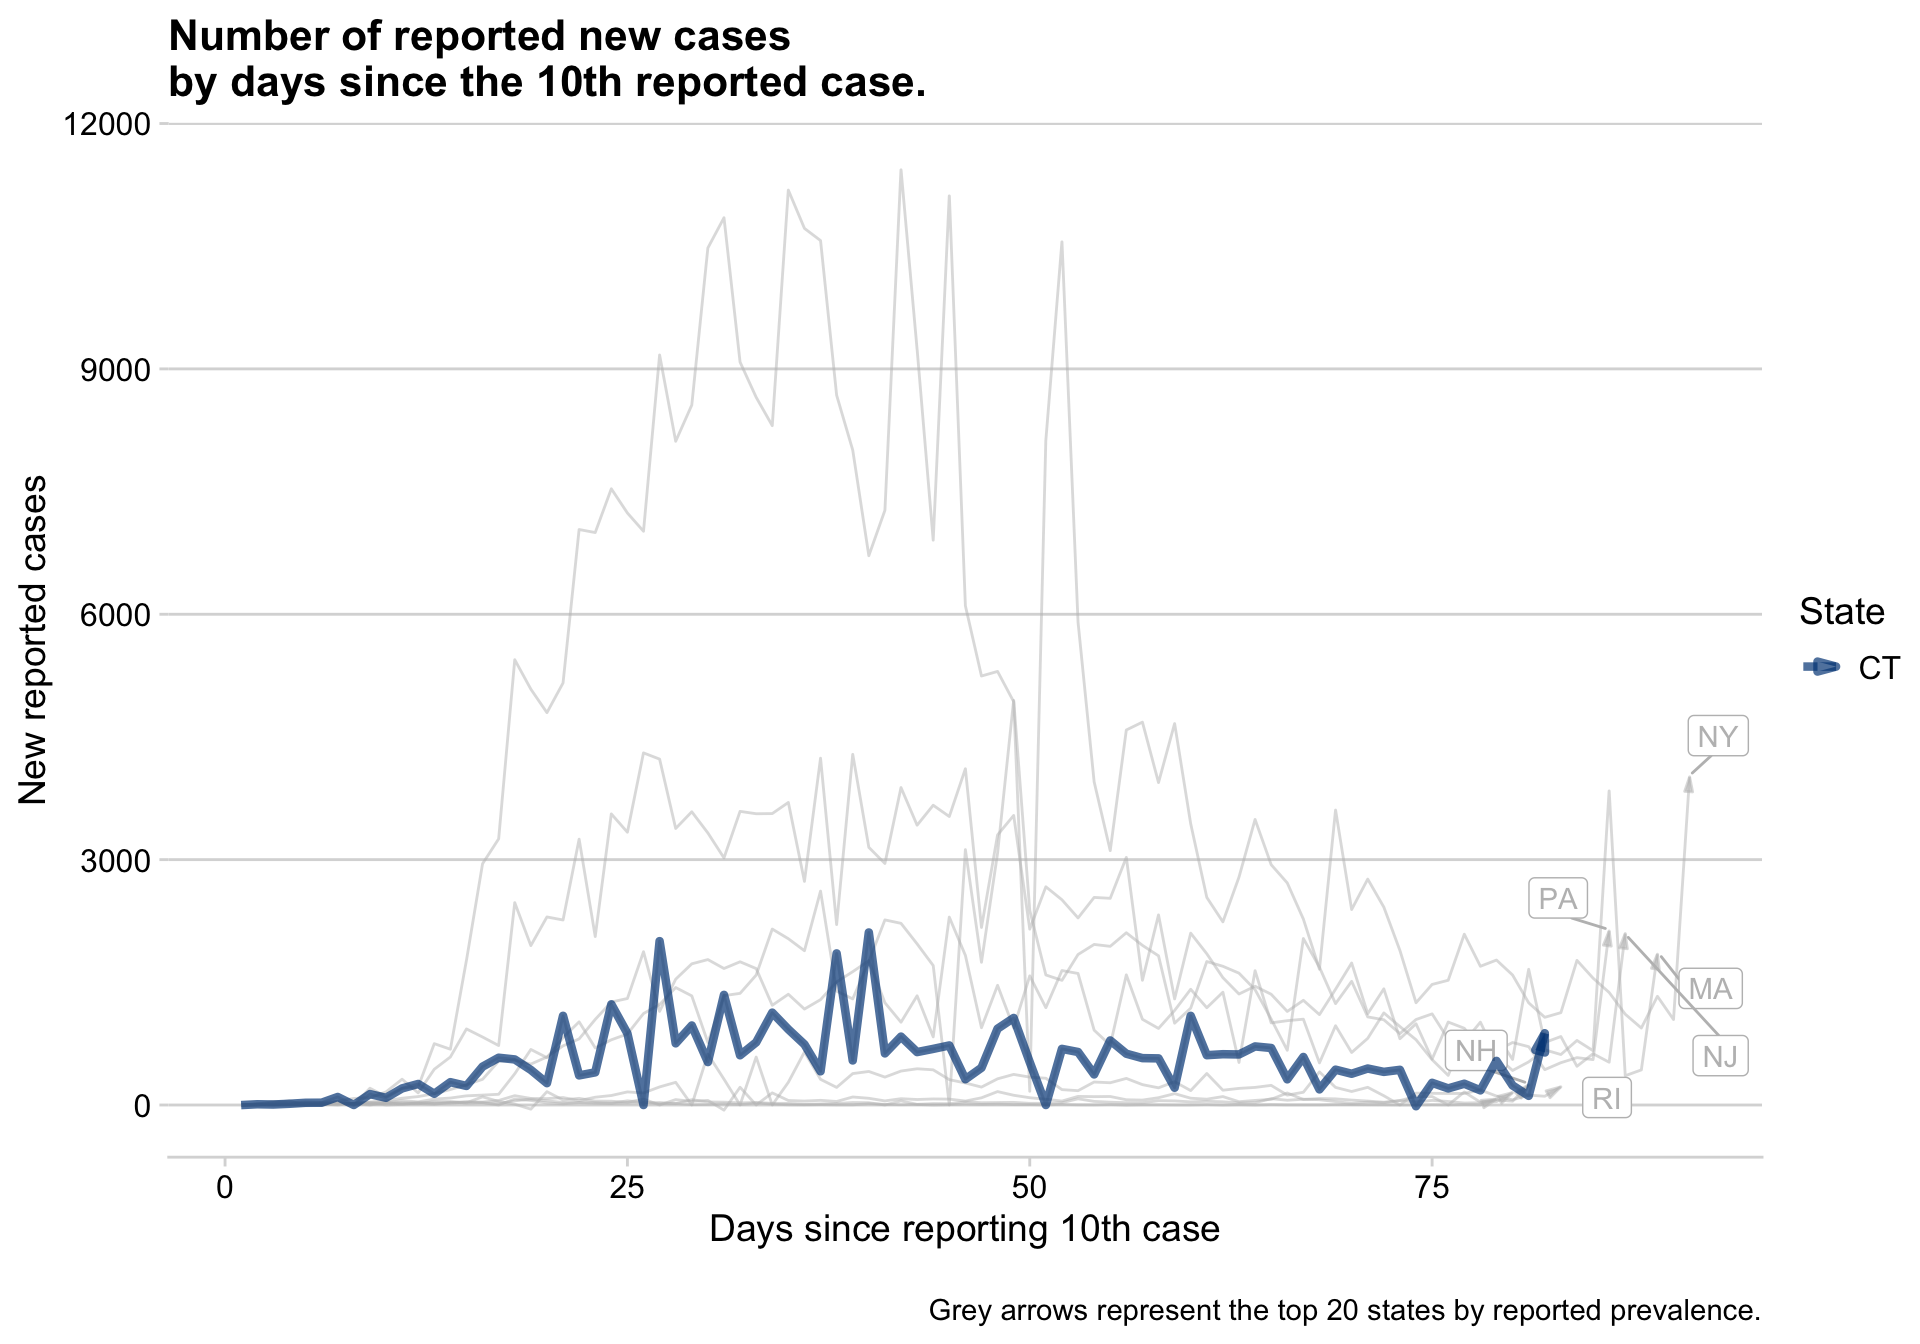 Number of reported new cases
by days since the 10th reported case.
12000
9000
6000
3000
0
New reported cases
NY
PA
MA
NH
NJ
RI
State
CT
0
25
50
75
Days since reporting 10th case
Grey arrows represent the top 20 states by reported prevalence.